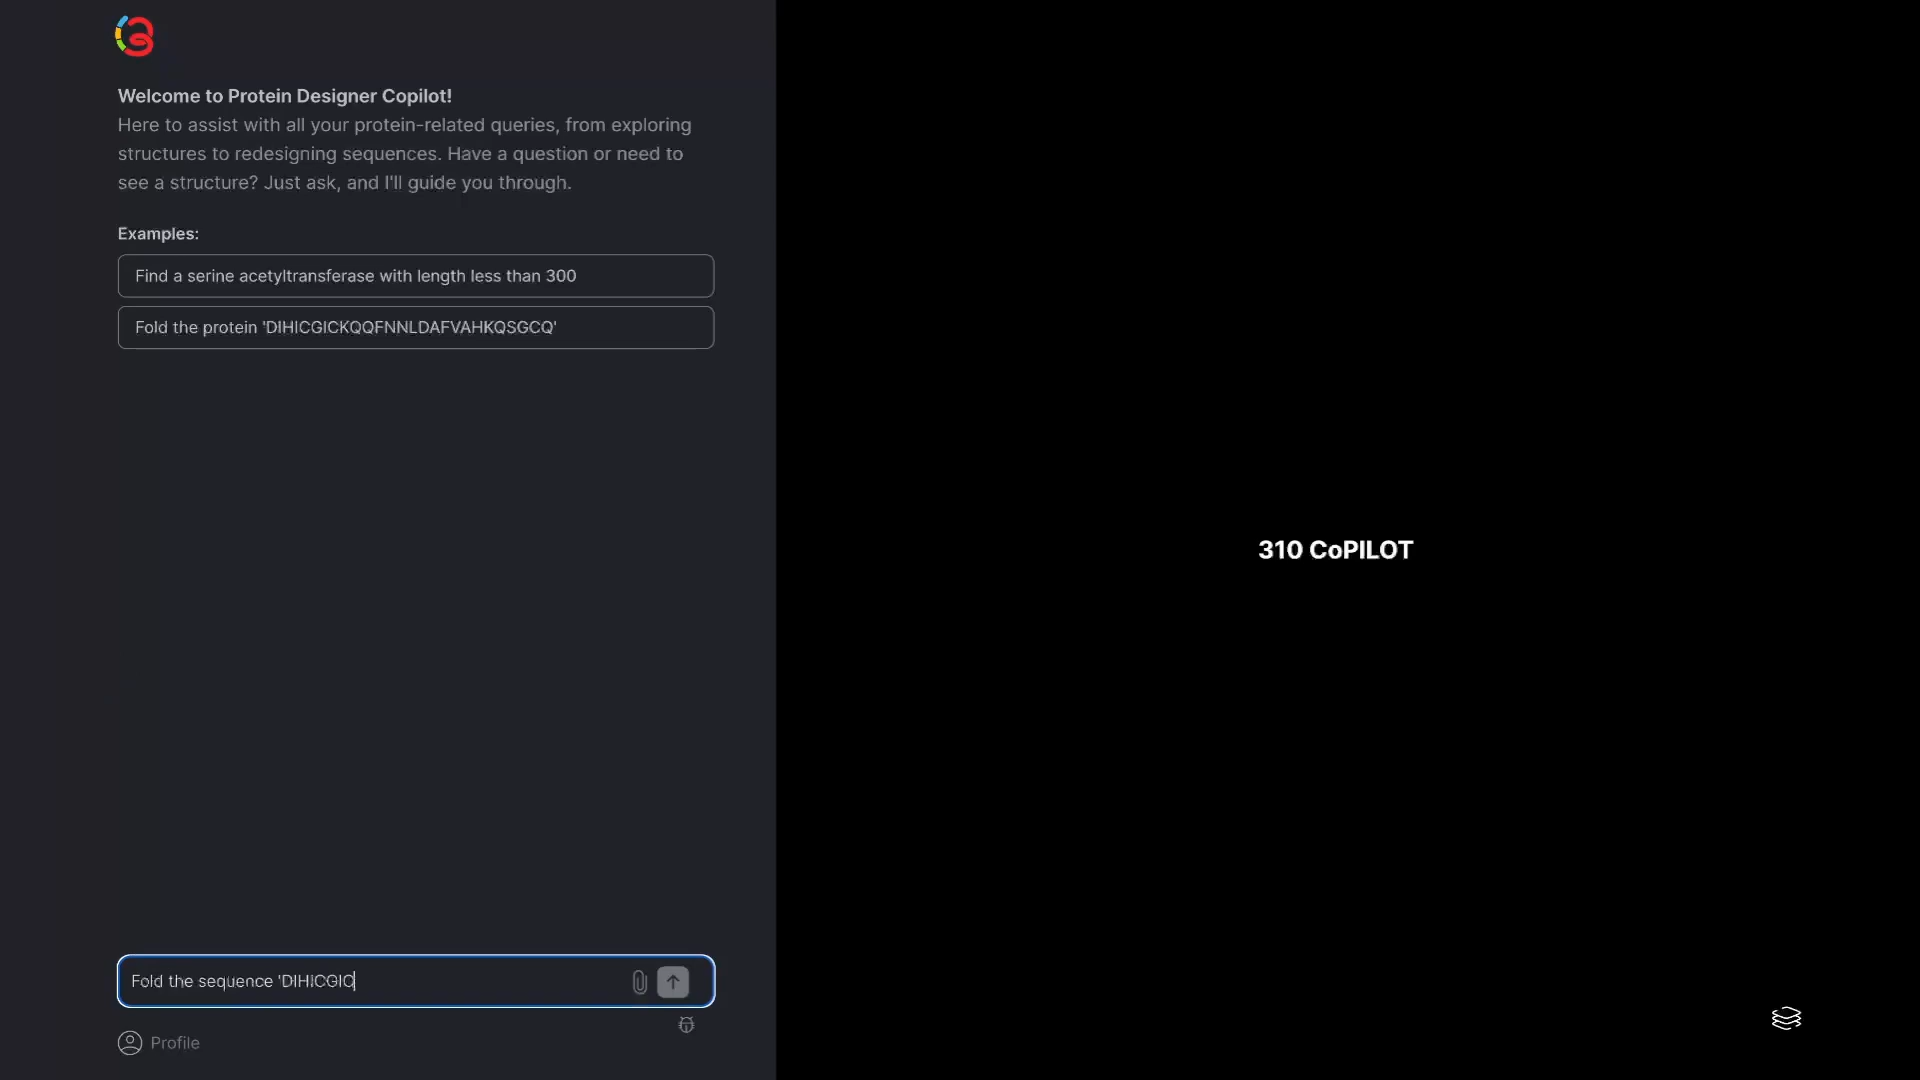 Welcome to Protein Designer Copilot!
Here to assist with all your protein-related queries, from exploring
structures to redesigning sequences. Have a question or need to
see a structure? Just ask, and I'll guide you through.
Examples:
Find a serine acetyltransferase with length less than 300
Fold the protein 'DIHICGICKQQFNNLDAFVAHKQSGCQ'
310 CoPILOT
Fold the sequence 'DIHICGIC
Profile